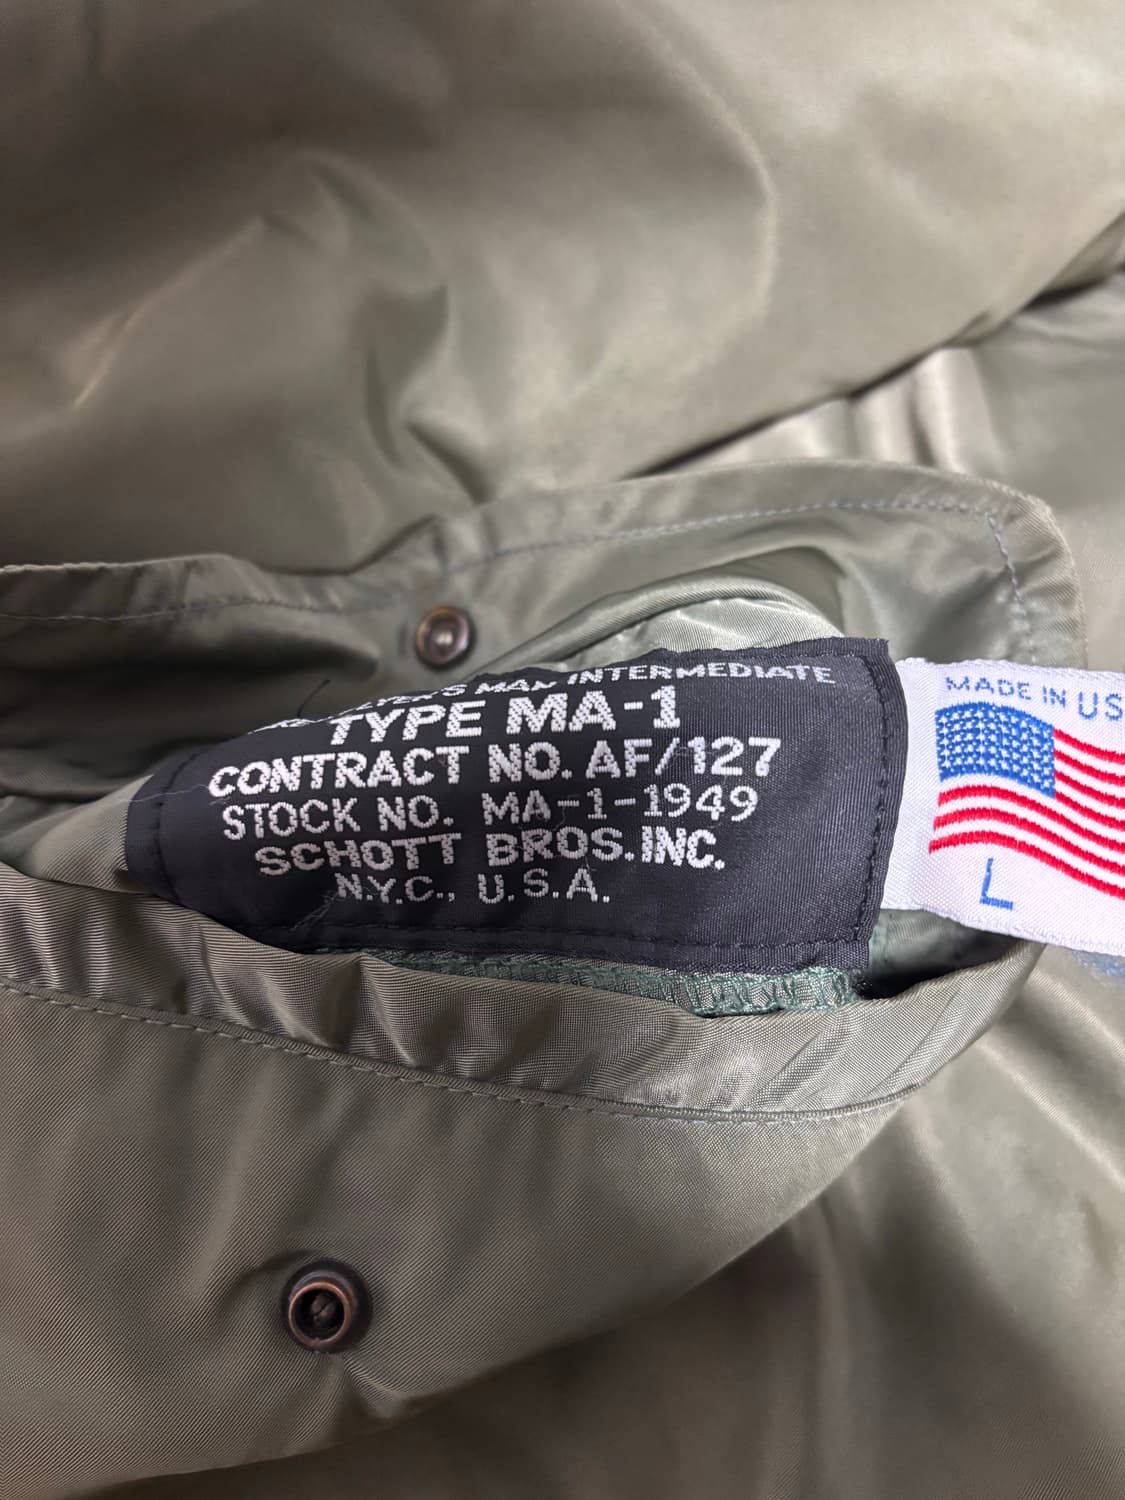 MAN INTERMEDIATE
TYPE MA-1
CONTRACT NO. AF/127
STOCK NO. MA-1-1949
SCHOTT BROS. INC.
N.Y.C., U.S.A.
MADE IN US
L